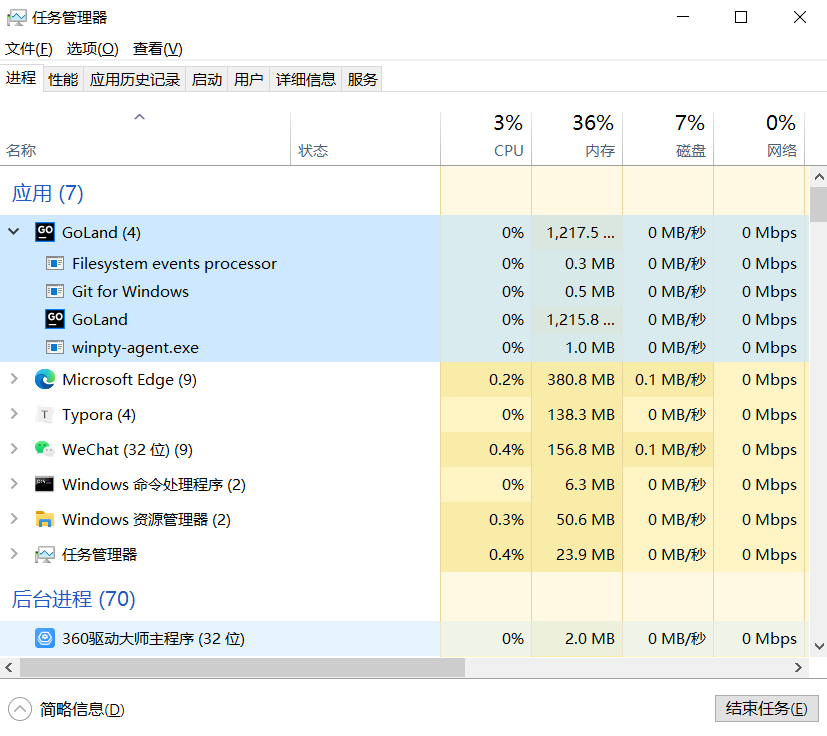 任务管理器
文件(F) 选项(O) 查看(V)
进程 性能 应用历史记录 启动 用户 详细信息 服务
3% 36% 7% 0%
名称 状态 CPU 内存 磁盘 网络
应用 (7)
GO GoLand (4) 0% 1,217.5 ... 0 MB/秒 0 Mbps
Filesystem events processor 0% 0.3 MB 0 MB/秒 0 Mbps
Git for Windows 0% 0.5 MB 0 MB/秒 0 Mbps
GO GoLand 0% 1,215.8 ... 0 MB/秒 0 Mbps
winpty-agent.exe 0% 1.0 MB 0 MB/秒 0 Mbps
Microsoft Edge (9) 0.2% 380.8 MB 0.1 MB/秒 0 Mbps
T Typora (4) 0% 138.3 MB 0 MB/秒 0 Mbps
WeChat (32 位) (9) 0.4% 156.8 MB 0.1 MB/秒 0 Mbps
Windows 命令处理程序 (2) 0% 6.3 MB 0 MB/秒 0 Mbps
Windows 资源管理器 (2) 0.3% 50.6 MB 0 MB/秒 0 Mbps
任务管理器 0.4% 23.9 MB 0 MB/秒 0 Mbps
后台进程 (70)
360驱动大师主程序 (32 位) 0% 2.0 MB 0 MB/秒 0 Mbps
简略信息(D) 结束任务(E)